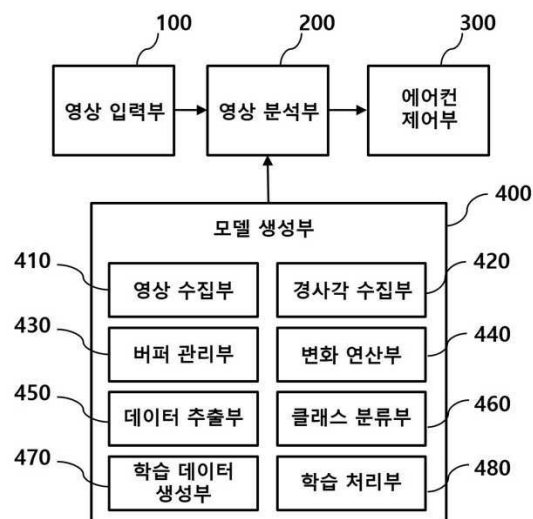 100
200
300
영상 입력부
영상 분석부
에어컨
제어부
400
모델 생성부
410
영상 수집부
경사각 수집부
420
430
버퍼 관리부
변화 연산부
440
450
데이터 추출부
클래스 분류부
460
470
학습 데이터
생성부
학습 처리부
480